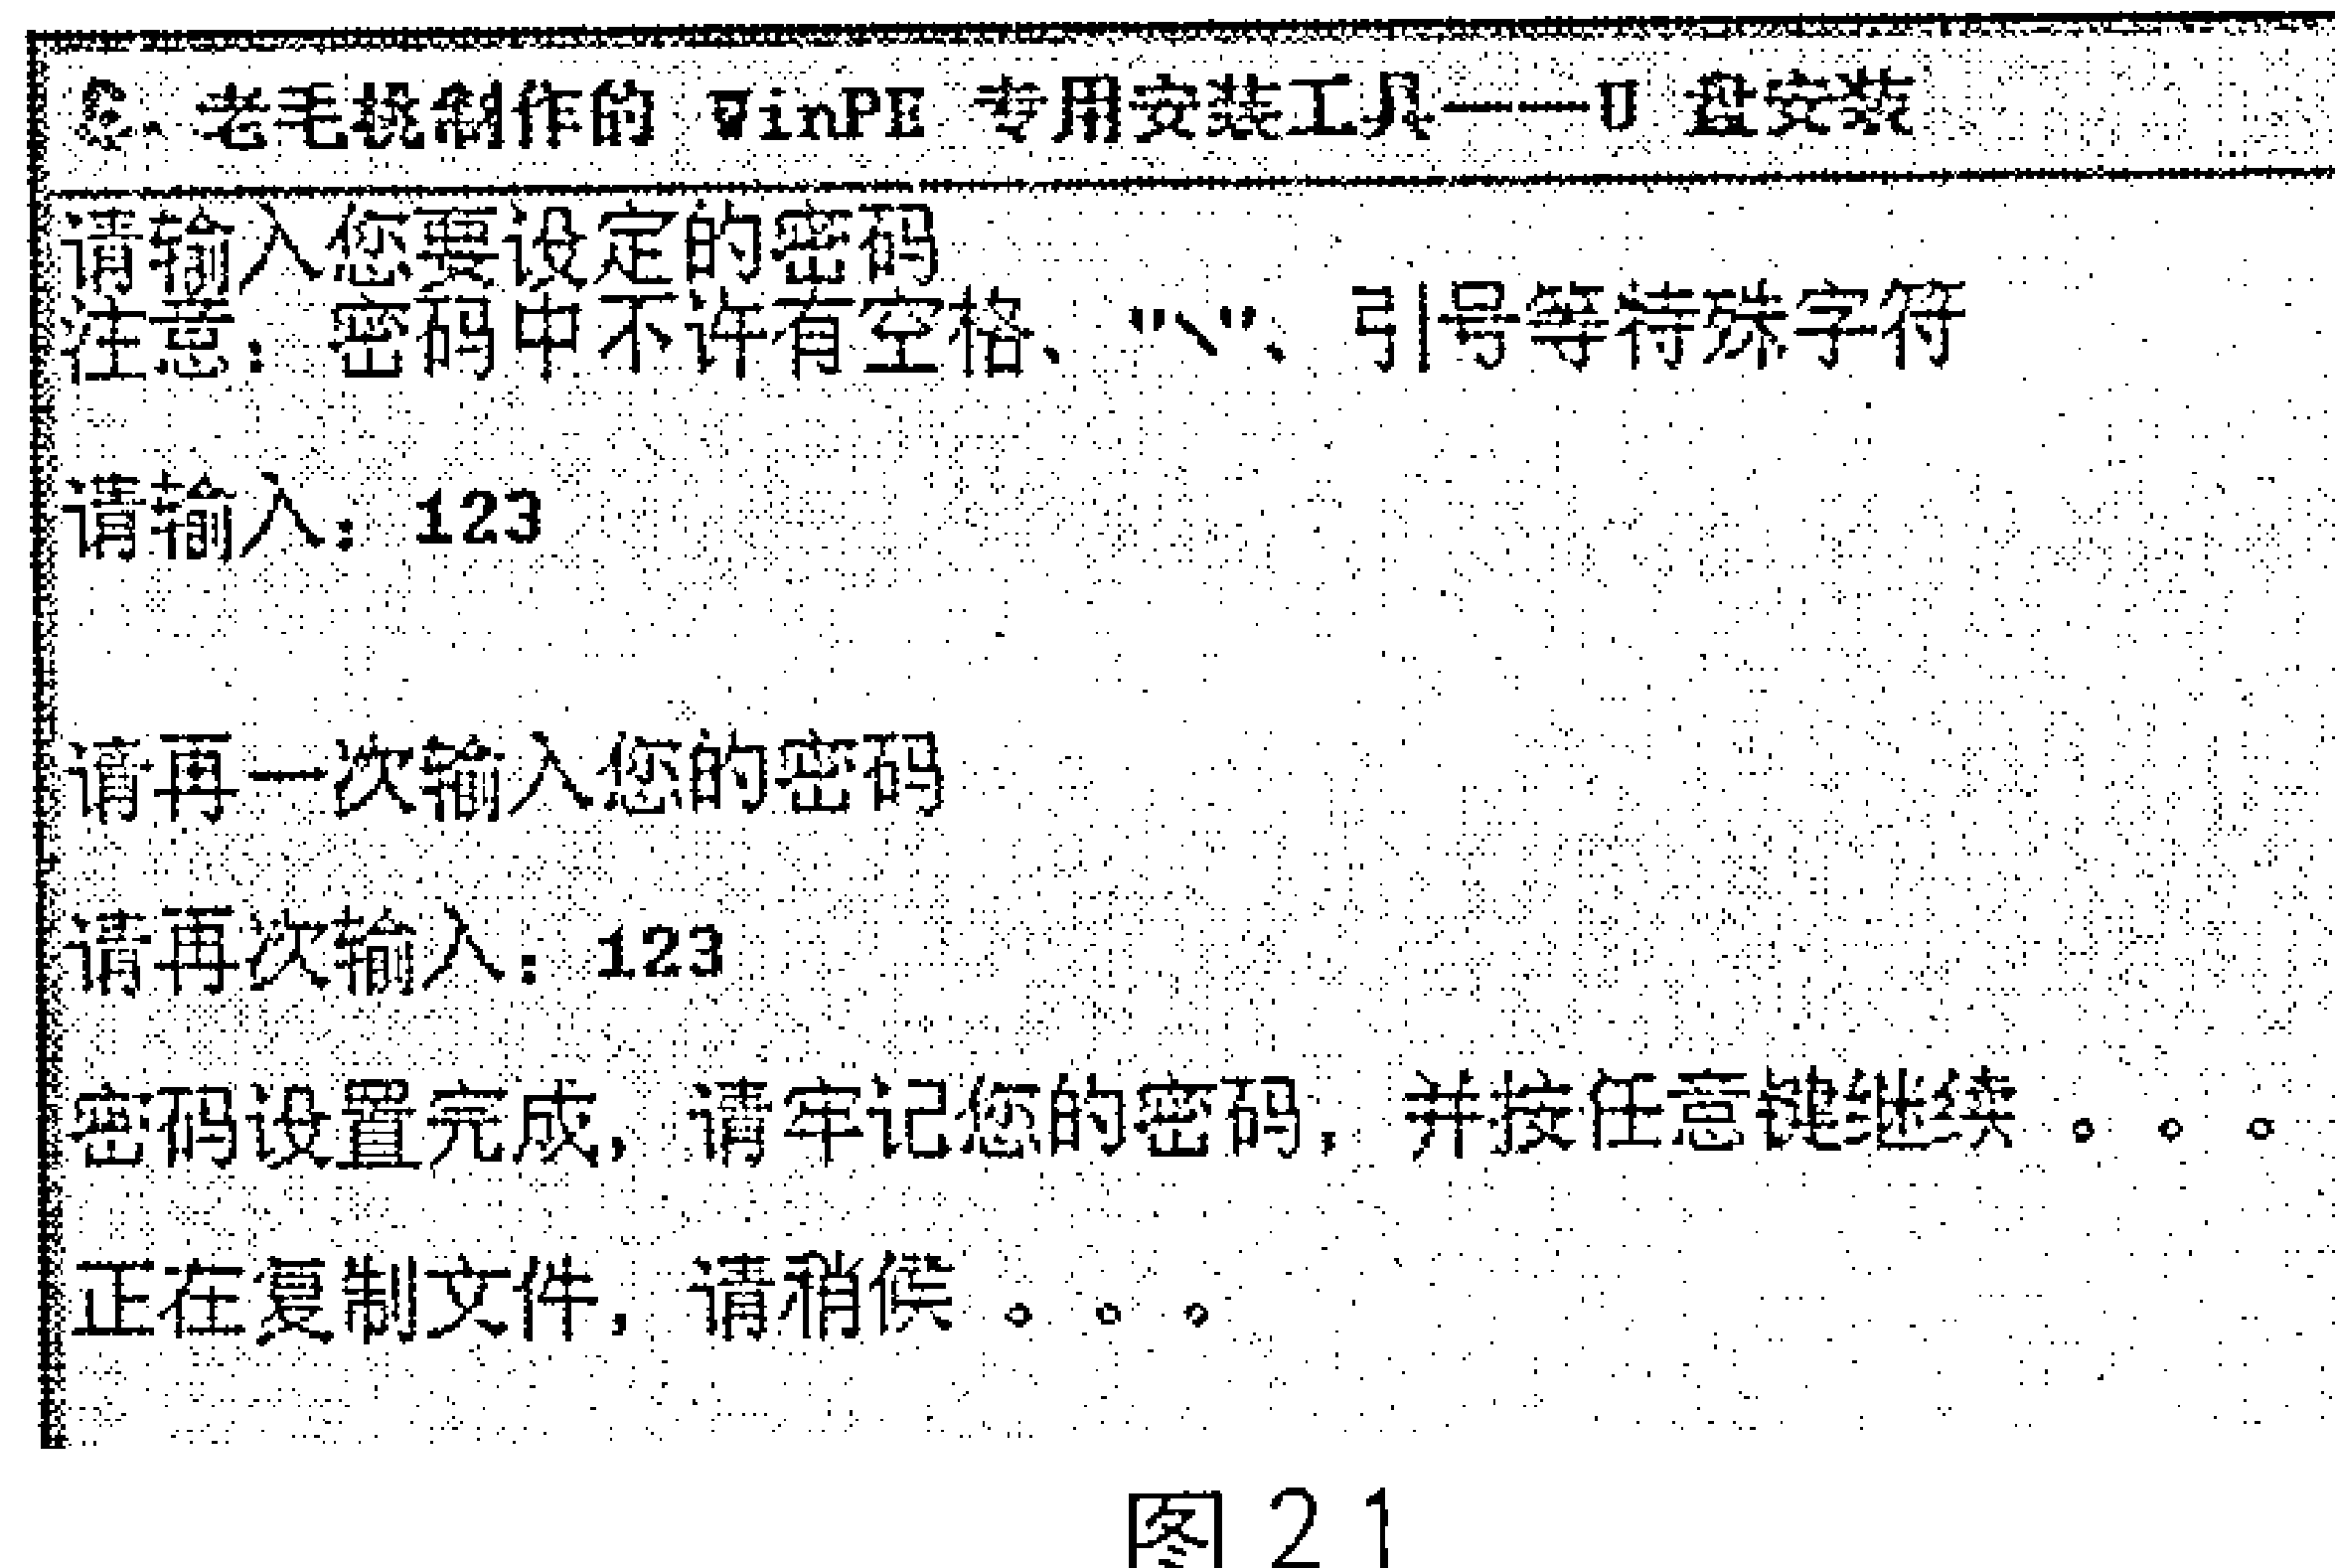 老毛桃制作的 WinPE 专用安装工具——U 盘安装
请输入您要设定的密码
注意:密码中不许有空格、"\"、引号等待殊字符
请输入:123
请再一次输入您的密码
请再次输入:123
密码设置完成,请牢记您的密码,并按任意键继续 。 。 。
正在复制文件,请稍候 。 。 。
图 21